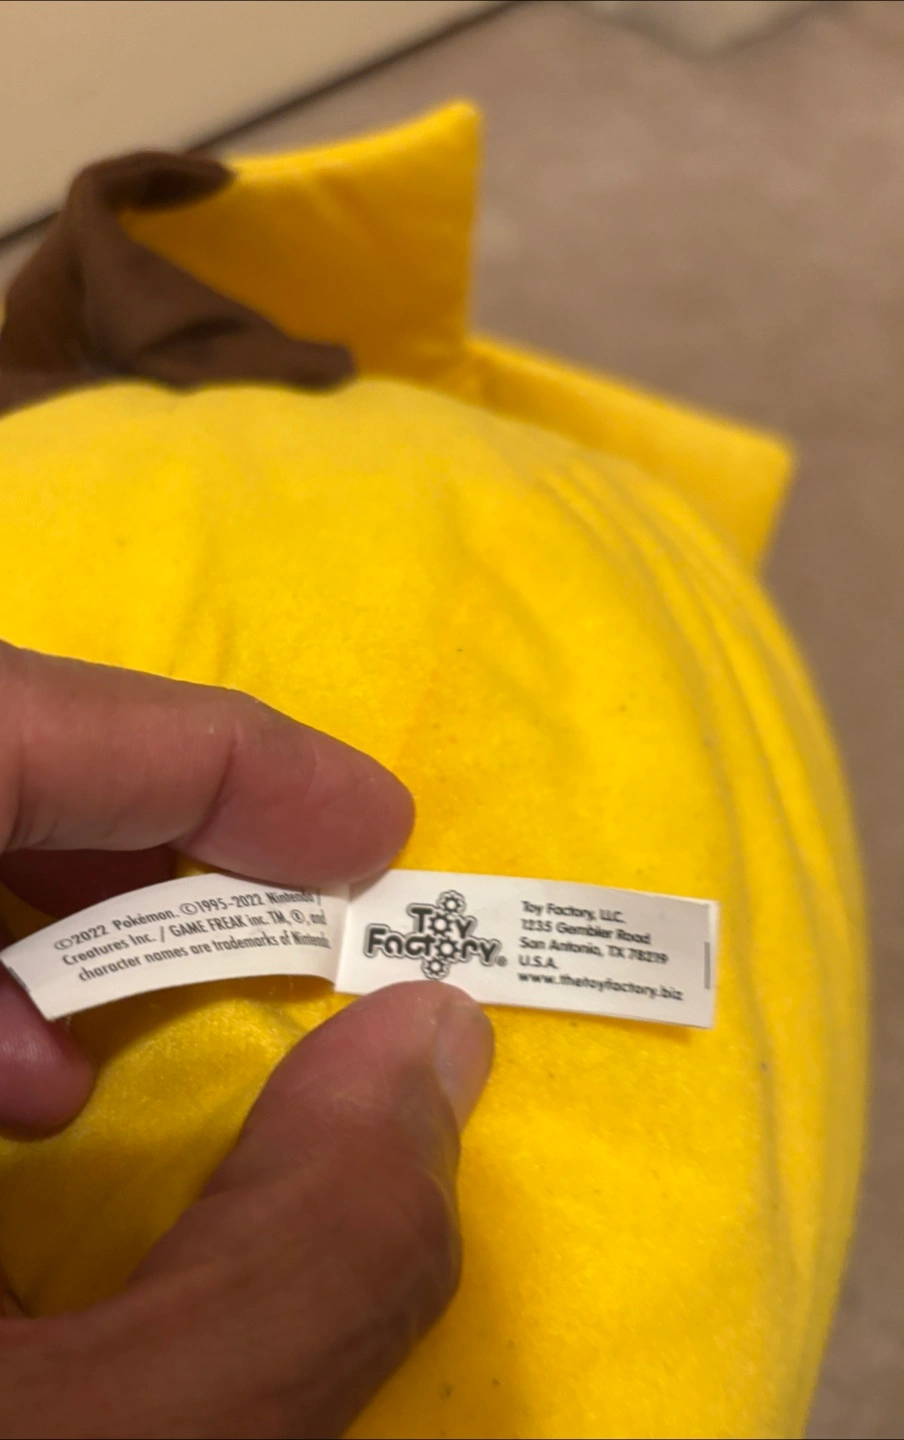 ©2022 Pokémon. ©1995-2022 Nintendo /
Creatures Inc. / GAME FREAK inc. TM, ®, and
character names are trademarks of Nintendo.
Toy
Factory®
Toy Factory, LLC.
1235 Gembler Road
San Antonio, TX 78219
U.S.A.
www.thetoyfactory.biz